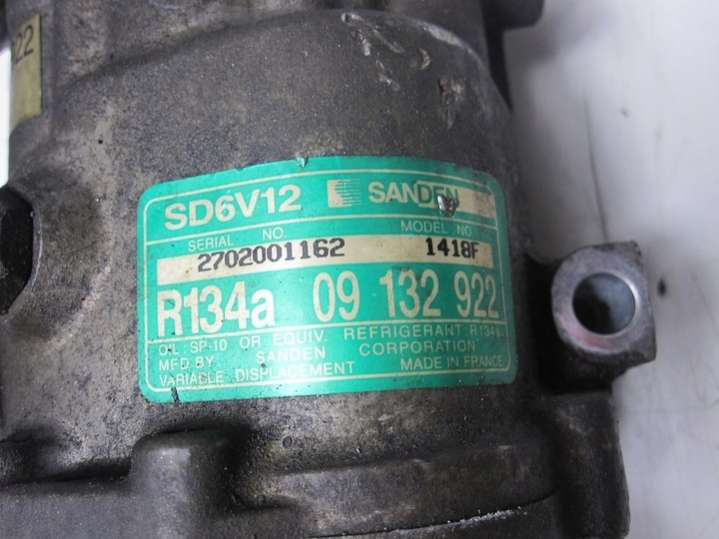 922
SD6V12 SANDEN
SERIAL NO. MODEL NO
2702001162 1418F
R134a 09 132 922
OIL : SP-10 OR EQUIV. REFRIGERANT R134a
MFD BY SANDEN CORPORATION
VARIABLE DISPLACEMENT MADE IN FRANCE